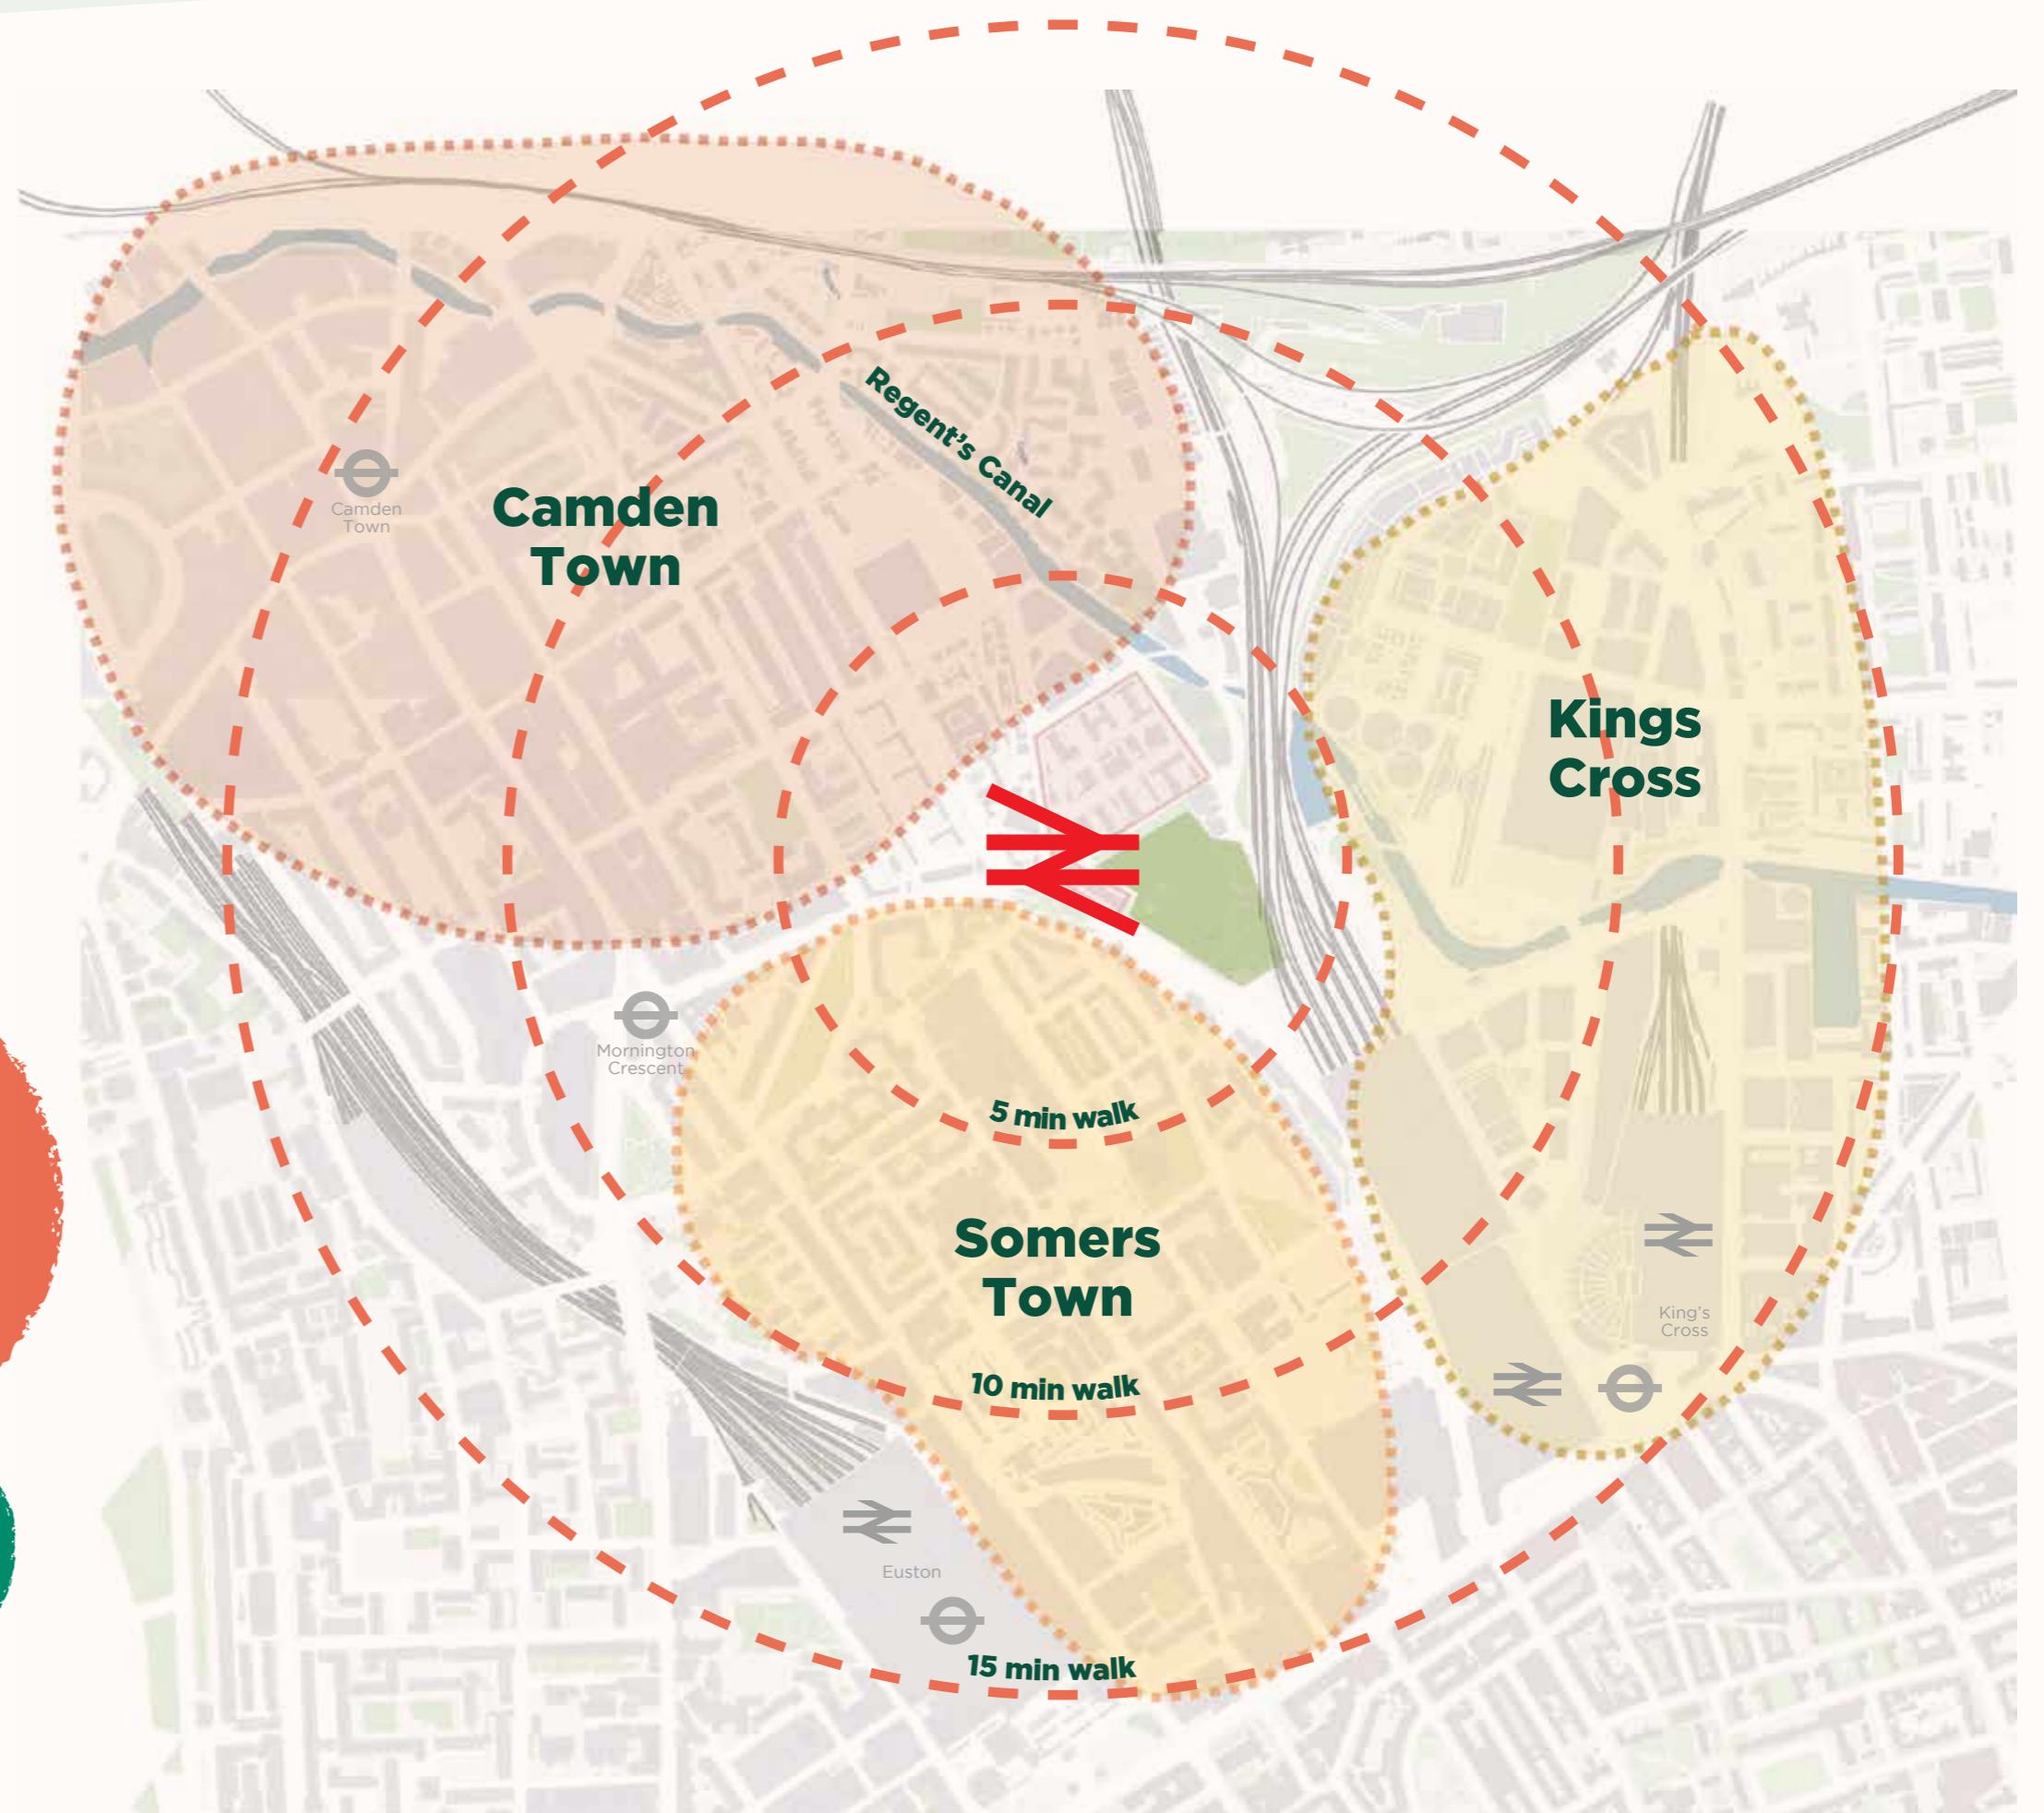 Regent's Canal
Camden
Town
Camden
Town
Kings
Cross
Mornington
Crescent
5 min walk
Somers
Town
King's
Cross
10 min walk
Euston
15 min walk